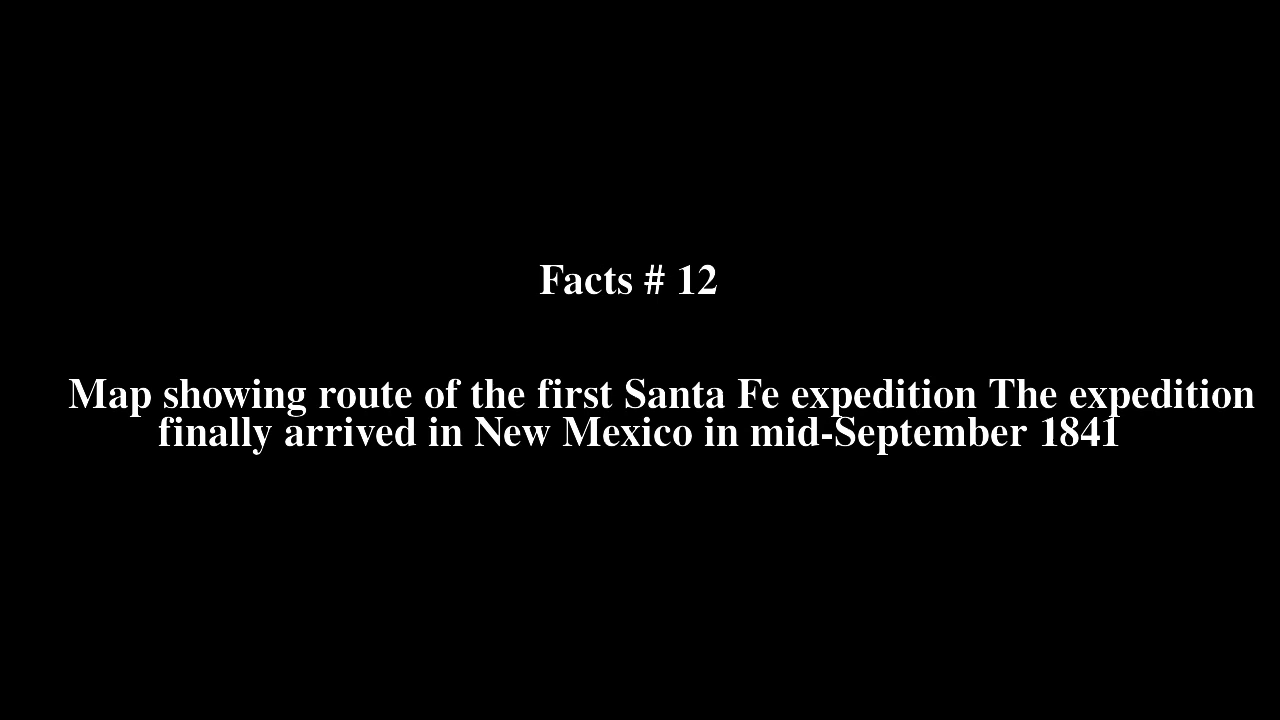 Facts # 12
Map showing route of the first Santa Fe expedition The expedition
finally arrived in New Mexico in mid-September 1841